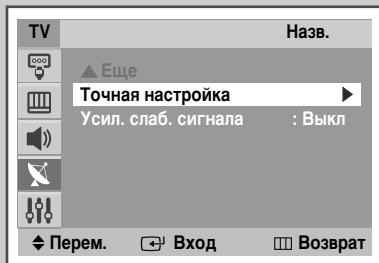 TV Назв.
▲ Еще
Точная настройка ▶
Усил. слаб. сигнала : Выкл
Перем. Вход Возврат